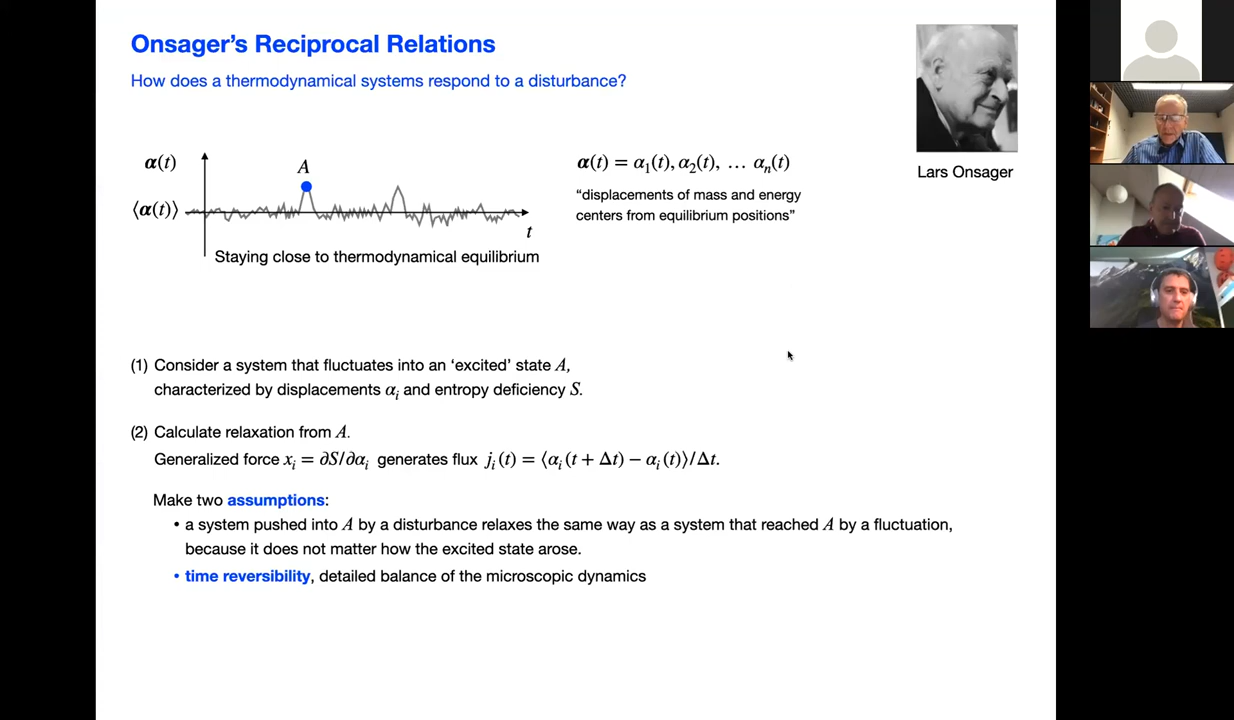 Onsager's Reciprocal Relations
How does a thermodynamical systems respond to a disturbance?
Lars Onsager
α(t)
A
⟨α(t)⟩
t
Staying close to thermodynamical equilibrium
α(t) = α₁(t), α₂(t), … αₙ(t)
“displacements of mass and energy
centers from equilibrium positions”
(1) Consider a system that fluctuates into an ‘excited’ state A,
characterized by displacements αᵢ and entropy deficiency S.
(2) Calculate relaxation from A.
Generalized force xᵢ = ∂S/∂αᵢ generates flux jᵢ(t) = ⟨αᵢ(t + Δt) − αᵢ(t)⟩/Δt.
Make two assumptions:
• a system pushed into A by a disturbance relaxes the same way as a system that reached A by a fluctuation,
because it does not matter how the excited state arose.
• time reversibility, detailed balance of the microscopic dynamics